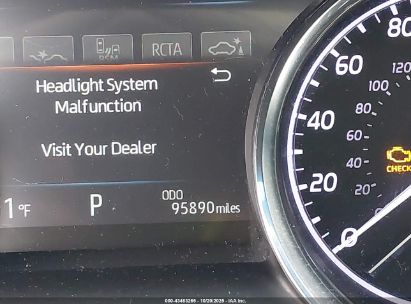 BSM
RCTA
Headlight System
Malfunction
Visit Your Dealer
1°F
P
ODO
95890 miles
80
60
40
20
0
120
100
80
60
40
20
CHECK